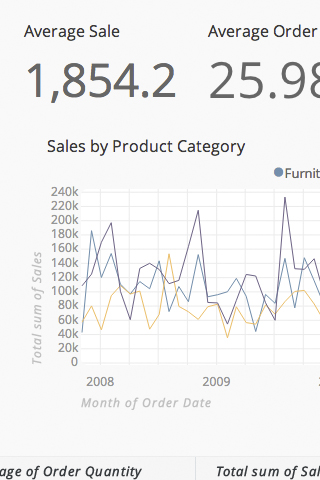 Average Sale
Average Order
1,854.2
25.98
Sales by Product Category
Furnit
240k
220k
200k
180k
160k
140k
120k
100k
80k
60k
40k
20k
0
Total sum of Sales
2008
2009
Month of Order Date
age of Order Quantity
Total sum of Sal